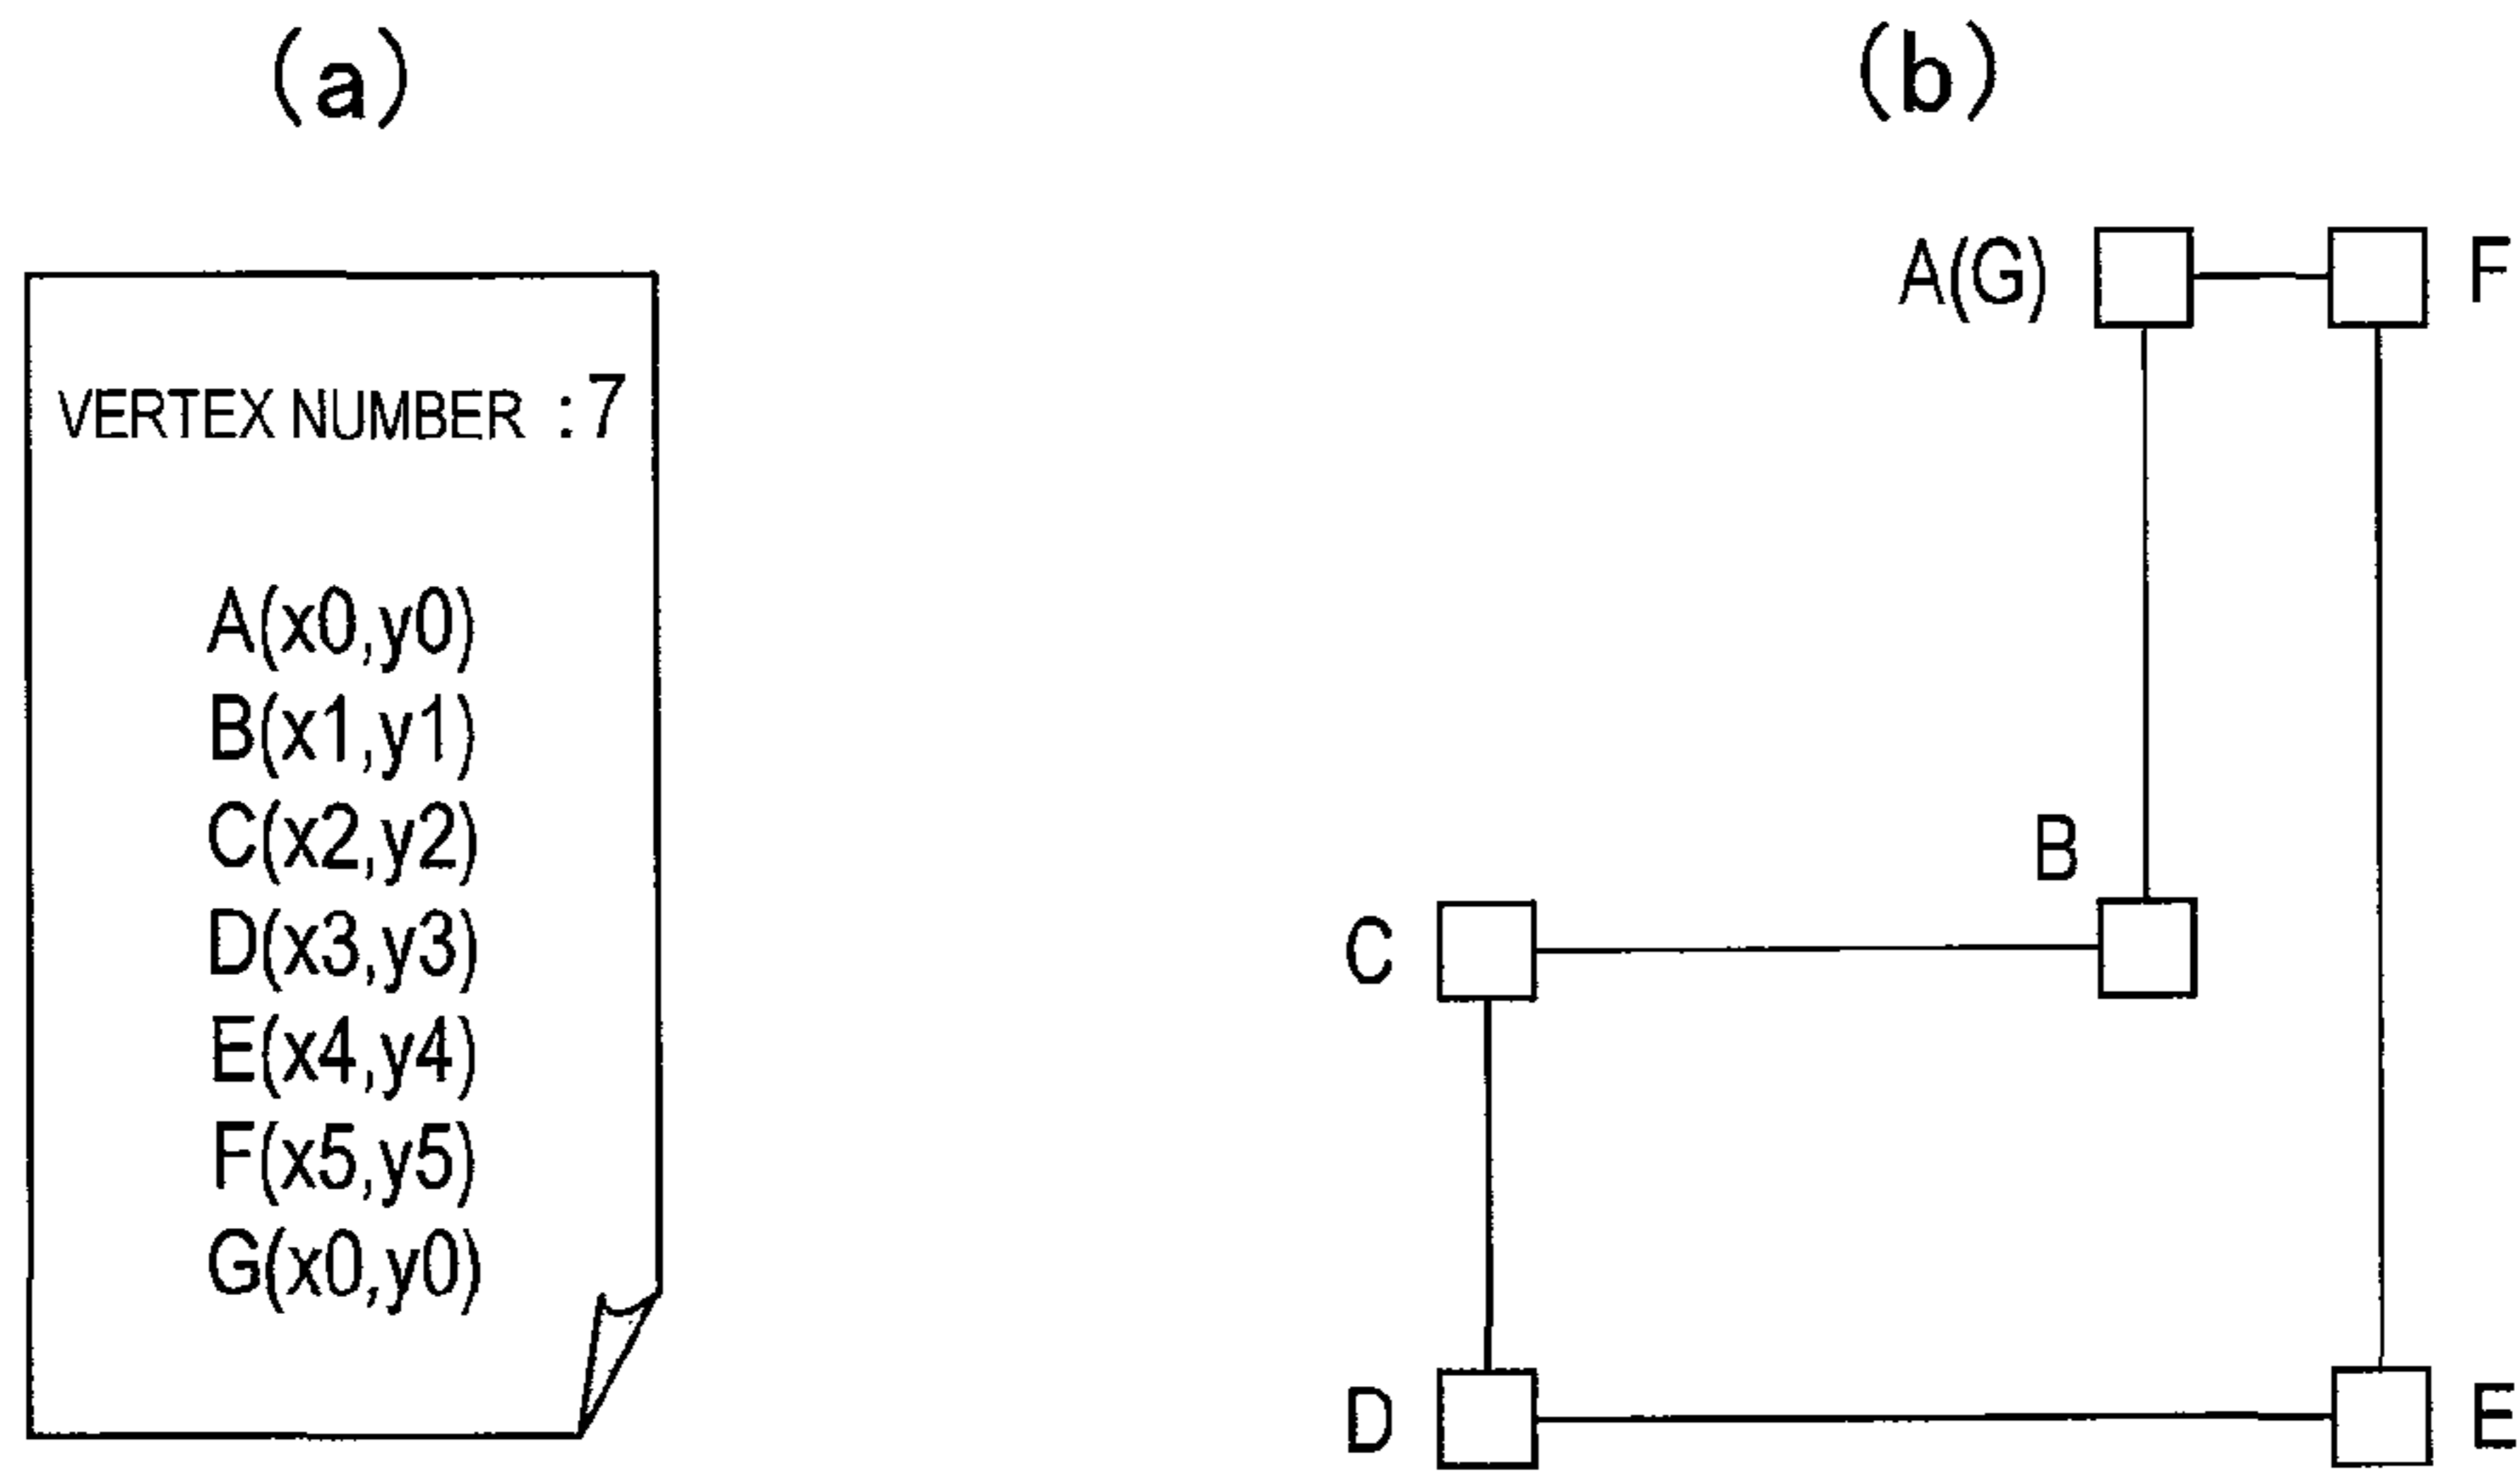 (a)
VERTEX NUMBER :7
A(x0,y0)
B(x1,y1)
C(x2,y2)
D(x3,y3)
E(x4,y4)
F(x5,y5)
G(x0,y0)
(b)
A(G)
F
B
C
D
E